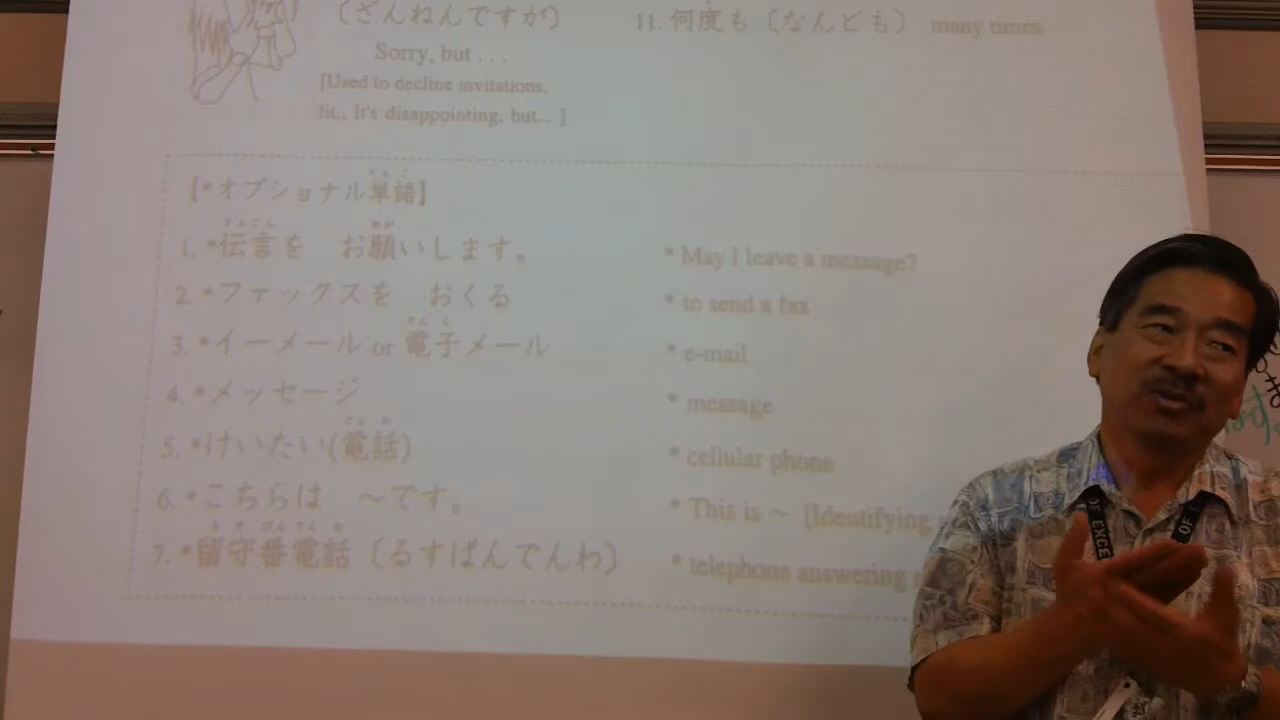 (ざんねんですが)
Sorry, but . . .
[Used to decline invitations.
lit., It's disappointing, but... ]
11. 何度も (なんども) many times
[*オプショナル単語]
1. *伝言を お願いします。 * May I leave a message?
2. *ファックスを おくる * to send a fax
3. *イーメール or 電子メール * e-mail
4. *メッセージ * message
5. *けいたい(電話) * cellular phone
6. *こちらは ~です。 * This is ~ [Identifying
7. *留守番電話 (るすばんでんわ) * telephone answering
OF EXCE
OF E